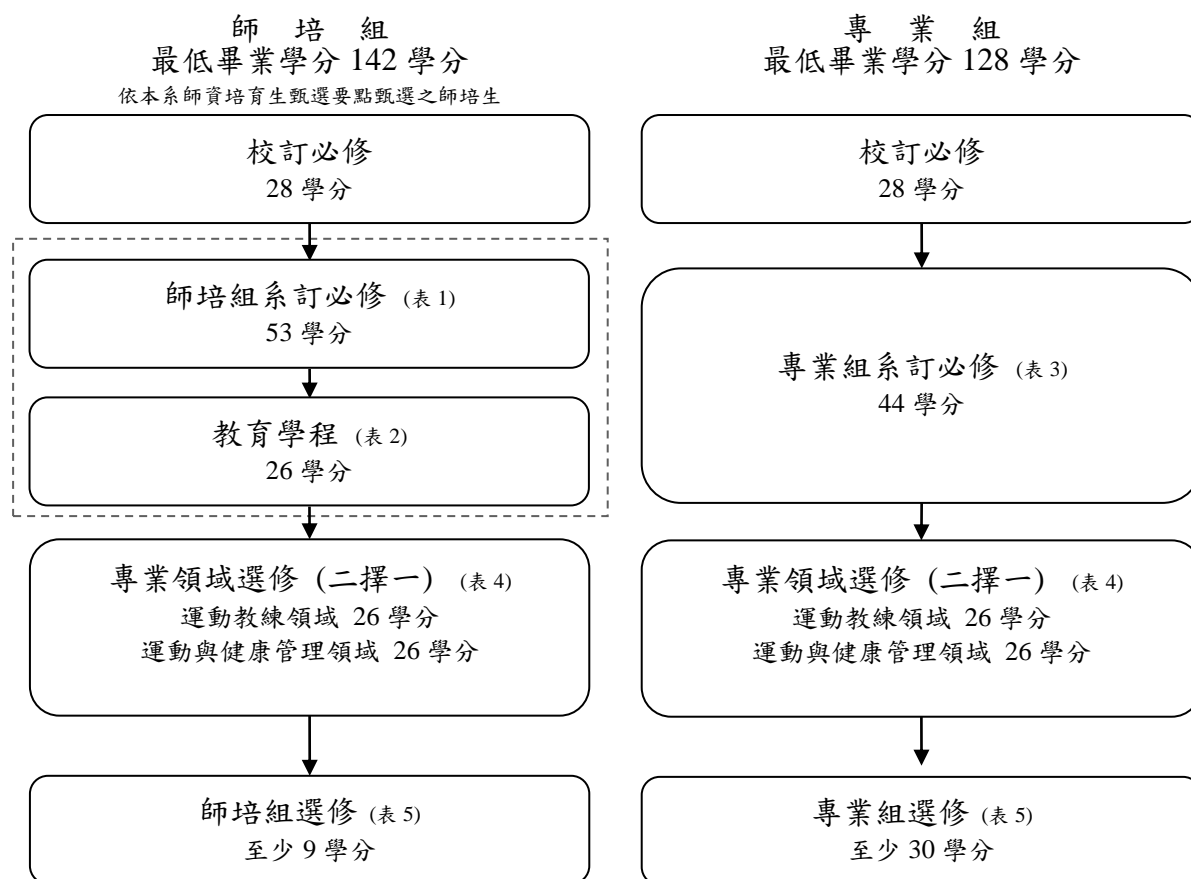 師 培 組
最低畢業學分 142 學分
依本系師資培育生甄選要點甄選之師培生
校訂必修
28 學分
師培組系訂必修 (表 1)
53 學分
教育學程 (表 2)
26 學分
專業領域選修 (二擇一) (表 4)
運動教練領域 26 學分
運動與健康管理領域 26 學分
師培組選修 (表 5)
至少 9 學分
專 業 組
最低畢業學分 128 學分
校訂必修
28 學分
專業組系訂必修 (表 3)
44 學分
專業領域選修 (二擇一) (表 4)
運動教練領域 26 學分
運動與健康管理領域 26 學分
專業組選修 (表 5)
至少 30 學分